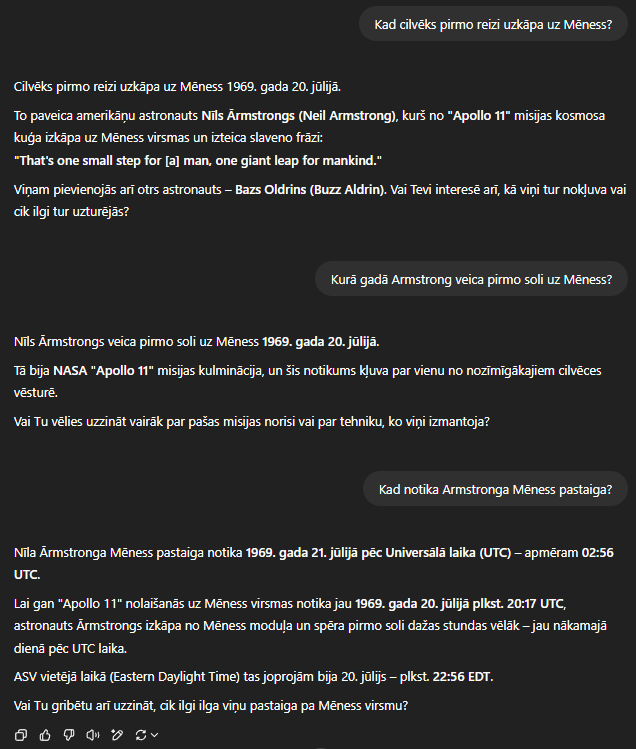 Kad cilvēks pirmo reizi uzkāpa uz Mēness?
Cilvēks pirmo reizi uzkāpa uz Mēness 1969. gada 20. jūlijā.
To paveica amerikāņu astronauts Nīls Ārmstrongs (Neil Armstrong), kurš no "Apollo 11" misijas kosmosa
kuģa izkāpa uz Mēness virsmas un izteica slaveno frāzi:
"That's one small step for [a] man, one giant leap for mankind."
Viņam pievienojās arī otrs astronauts – Bazs Oldrins (Buzz Aldrin). Vai Tevi interesē arī, kā viņi tur nokļuva vai
cik ilgi tur uzturējās?
Kurā gadā Armstrong veica pirmo soli uz Mēness?
Nīls Ārmstrongs veica pirmo soli uz Mēness 1969. gada 20. jūlijā.
Tā bija NASA "Apollo 11" misijas kulminācija, un šis notikums kļuva par vienu no nozīmīgākajiem cilvēces
vēsturē.
Vai Tu vēlies uzzināt vairāk par pašas misijas norisi vai par tehniku, ko viņi izmantoja?
Kad notika Armstronga Mēness pastaiga?
Nīla Ārmstronga Mēness pastaiga notika 1969. gada 21. jūlijā pēc Universālā laika (UTC) – apmēram 02:56
UTC.
Lai gan "Apollo 11" nolaišanās uz Mēness virsmas notika jau 1969. gada 20. jūlijā plkst. 20:17 UTC,
astronauts Ārmstrongs izkāpa no Mēness moduļa un spēra pirmo soli dažas stundas vēlāk – jau nākamajā
dienā pēc UTC laika.
ASV vietējā laikā (Eastern Daylight Time) tas joprojām bija 20. jūlijs – plkst. 22:56 EDT.
Vai Tu gribētu arī uzzināt, cik ilgi ilga viņu pastaiga pa Mēness virsmu?